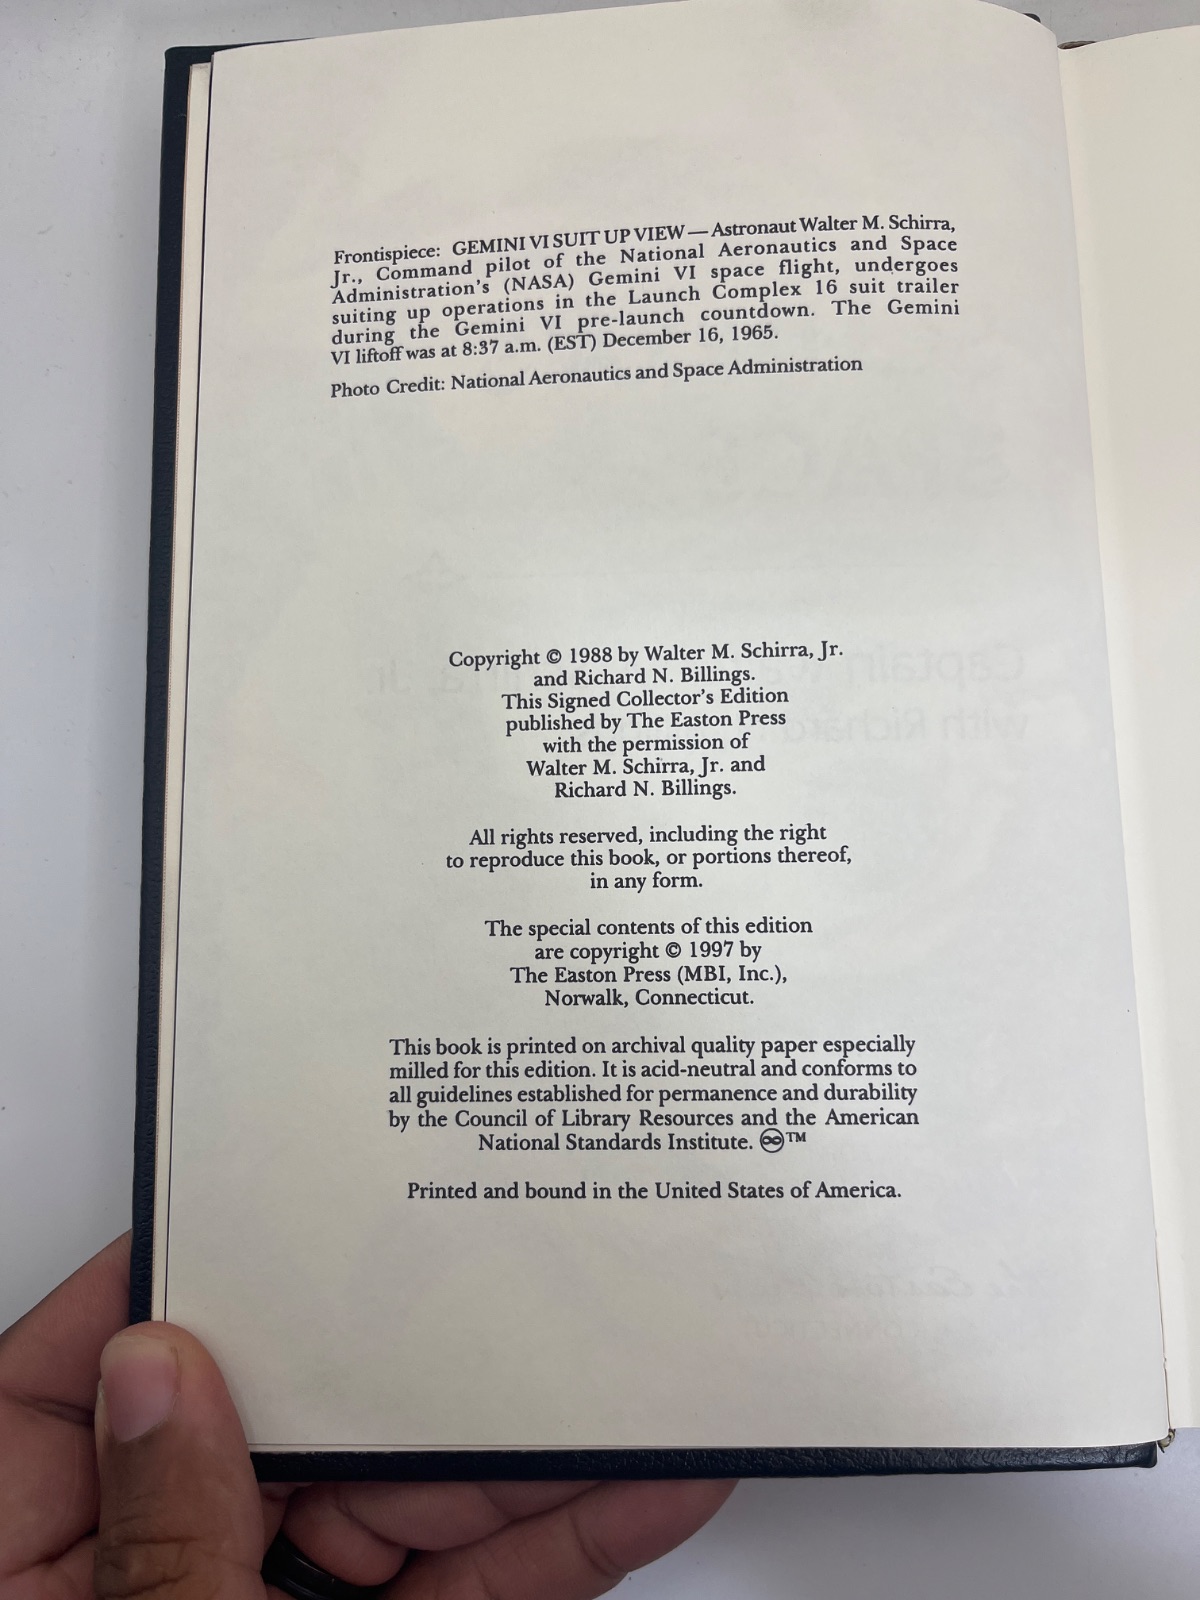 Frontispiece: GEMINI VI SUIT UP VIEW — Astronaut Walter M. Schirra,
Jr., Command pilot of the National Aeronautics and Space
Administration's (NASA) Gemini VI space flight, undergoes
suiting up operations in the Launch Complex 16 suit trailer
during the Gemini VI pre-launch countdown. The Gemini
VI liftoff was at 8:37 a.m. (EST) December 16, 1965.
Photo Credit: National Aeronautics and Space Administration
Copyright © 1988 by Walter M. Schirra, Jr.
and Richard N. Billings.
This Signed Collector's Edition
published by The Easton Press
with the permission of
Walter M. Schirra, Jr. and
Richard N. Billings.
All rights reserved, including the right
to reproduce this book, or portions thereof,
in any form.
The special contents of this edition
are copyright © 1997 by
The Easton Press (MBI, Inc.),
Norwalk, Connecticut.
This book is printed on archival quality paper especially
milled for this edition. It is acid-neutral and conforms to
all guidelines established for permanence and durability
by the Council of Library Resources and the American
National Standards Institute. ♾™
Printed and bound in the United States of America.